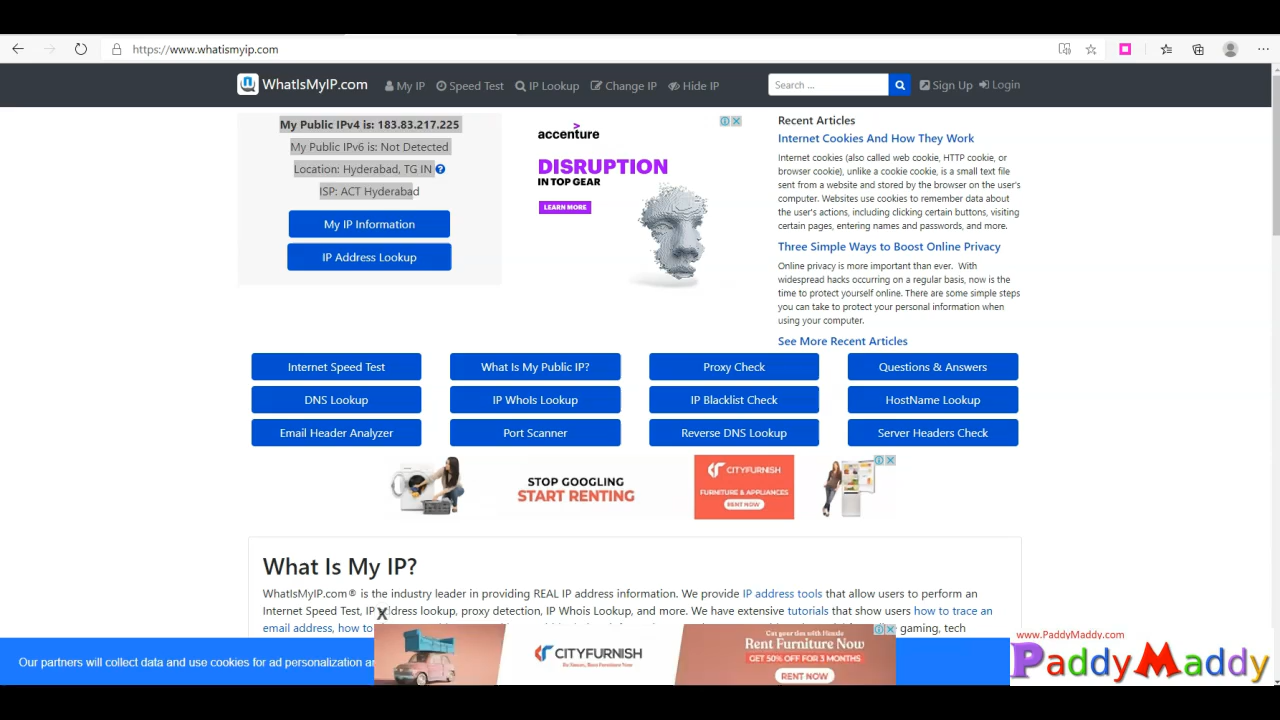 https://www.whatismyip.com
WhatIsMyIP.com
My IP
Speed Test
IP Lookup
Change IP
Hide IP
Search ...
Sign Up
Login
My Public IPv4 is: 183.83.217.225
My Public IPv6 is: Not Detected
Location: Hyderabad, TG IN
ISP: ACT Hyderabad
My IP Information
IP Address Lookup
accenture
DISRUPTION
IN TOP GEAR
LEARN MORE
Recent Articles
Internet Cookies And How They Work
Internet cookies (also called web cookie, HTTP cookie, or
browser cookie), unlike a cookie cookie, is a small text file
sent from a website and stored by the browser on the user's
computer. Websites use cookies to remember data about
the user's actions, including clicking certain buttons, visiting
certain pages, entering names and passwords, and more.
Three Simple Ways to Boost Online Privacy
Online privacy is more important than ever. With
widespread hacks occurring on a regular basis, now is the
time to protect yourself online. There are some simple steps
you can take to protect your personal information when
using your computer.
See More Recent Articles
Internet Speed Test
What Is My Public IP?
Proxy Check
Questions & Answers
DNS Lookup
IP WhoIs Lookup
IP Blacklist Check
HostName Lookup
Email Header Analyzer
Port Scanner
Reverse DNS Lookup
Server Headers Check
STOP GOOGLING
START RENTING
CITYFURNISH
FURNITURE & APPLIANCES
RENT NOW
What Is My IP?
WhatIsMyIP.com® is the industry leader in providing REAL IP address information. We provide IP address tools that allow users to perform an
Internet Speed Test, IP address lookup, proxy detection, IP Whois Lookup, and more. We have extensive tutorials that show users how to trace an
email address, how to
gaming, tech
X
Our partners will collect data and use cookies for ad personalization an
CITYFURNISH
Rent Furniture Now
GET 50% OFF FOR 3 MONTHS
RENT NOW
www.PaddyMaddy.com
PaddyMaddy